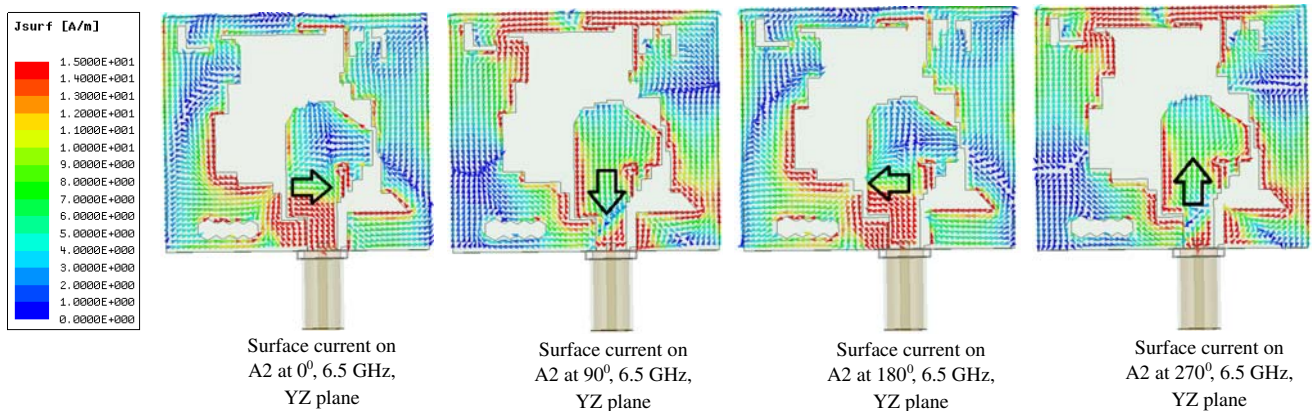 Jsurf [A/m]
1.5000E+001
1.4000E+001
1.3000E+001
1.2000E+001
1.1000E+001
1.0000E+001
9.0000E+000
8.0000E+000
7.0000E+000
6.0000E+000
5.0000E+000
4.0000E+000
3.0000E+000
2.0000E+000
1.0000E+000
0.0000E+000
Surface current on
A2 at 0⁰, 6.5 GHz,
YZ plane
Surface current on
A2 at 90⁰, 6.5 GHz,
YZ plane
Surface current on
A2 at 180⁰, 6.5 GHz,
YZ plane
Surface current on
A2 at 270⁰, 6.5 GHz,
YZ plane